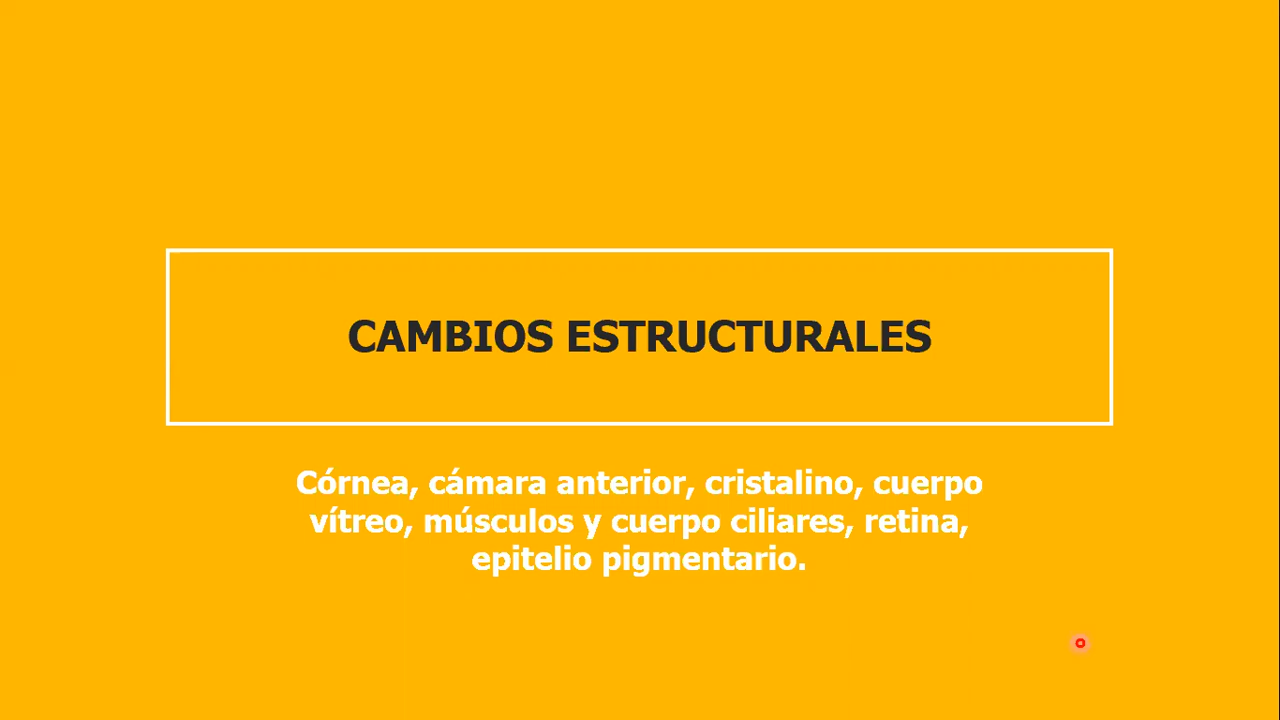 CAMBIOS ESTRUCTURALES
Córnea, cámara anterior, cristalino, cuerpo
vítreo, músculos y cuerpo ciliares, retina,
epitelio pigmentario.